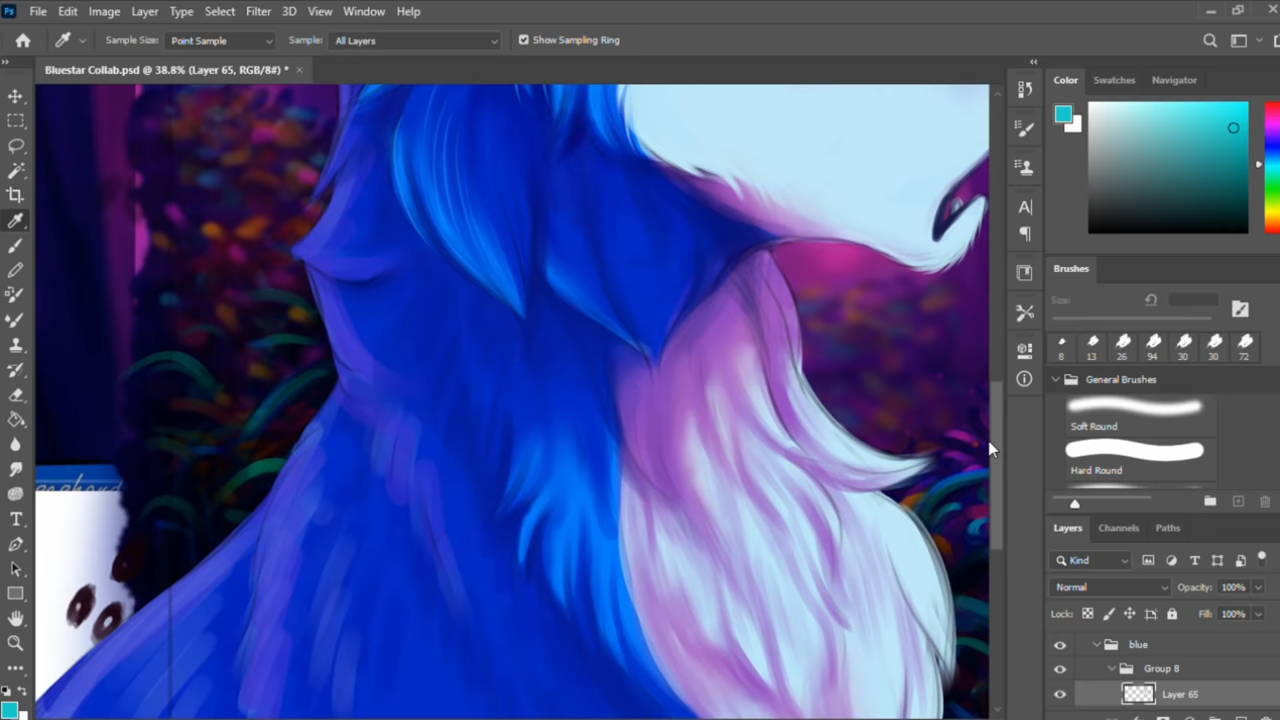 Ps File Edit Image Layer Type Select Filter 3D View Window Help
Sample Size: Point Sample Sample: All Layers Show Sampling Ring
Bluestar Collab.psd @ 38.8% (Layer 65, RGB/8#) * ×
Color Swatches Navigator
Brushes
Size:
8 13 26 94 30 30 72
General Brushes
Soft Round
Hard Round
Layers Channels Paths
Kind
Normal Opacity: 100%
Lock: Fill: 100%
blue
Group 8
Layer 65